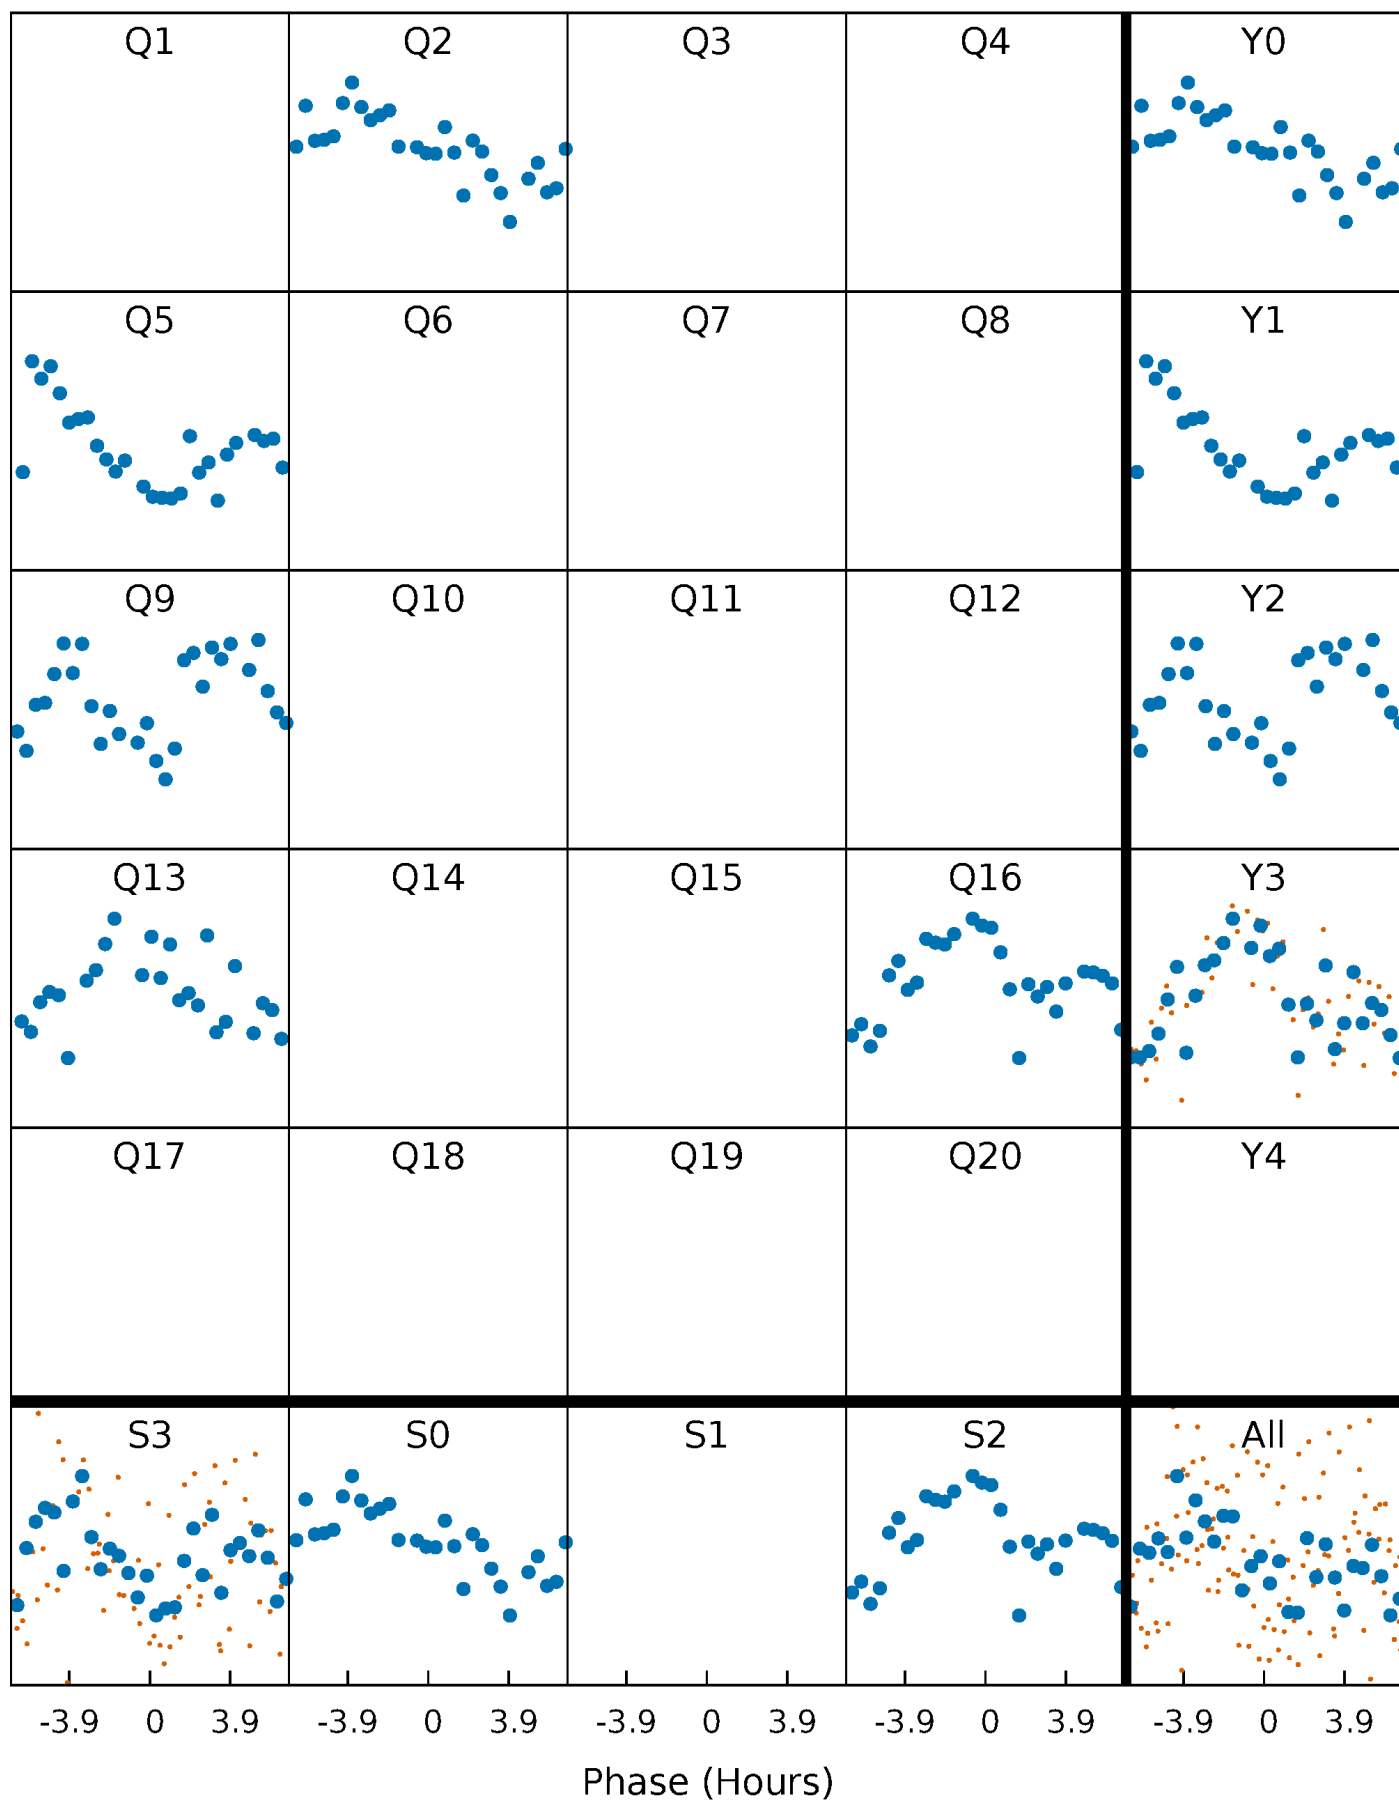 Q1 Q2 Q3 Q4 Y0
Q5 Q6 Q7 Q8 Y1
Q9 Q10 Q11 Q12 Y2
Q13 Q14 Q15 Q16 Y3
Q17 Q18 Q19 Q20 Y4
S3 S0 S1 S2 All
-3.9 0 3.9 -3.9 0 3.9 -3.9 0 3.9 -3.9 0 3.9 -3.9 0 3.9
Phase (Hours)